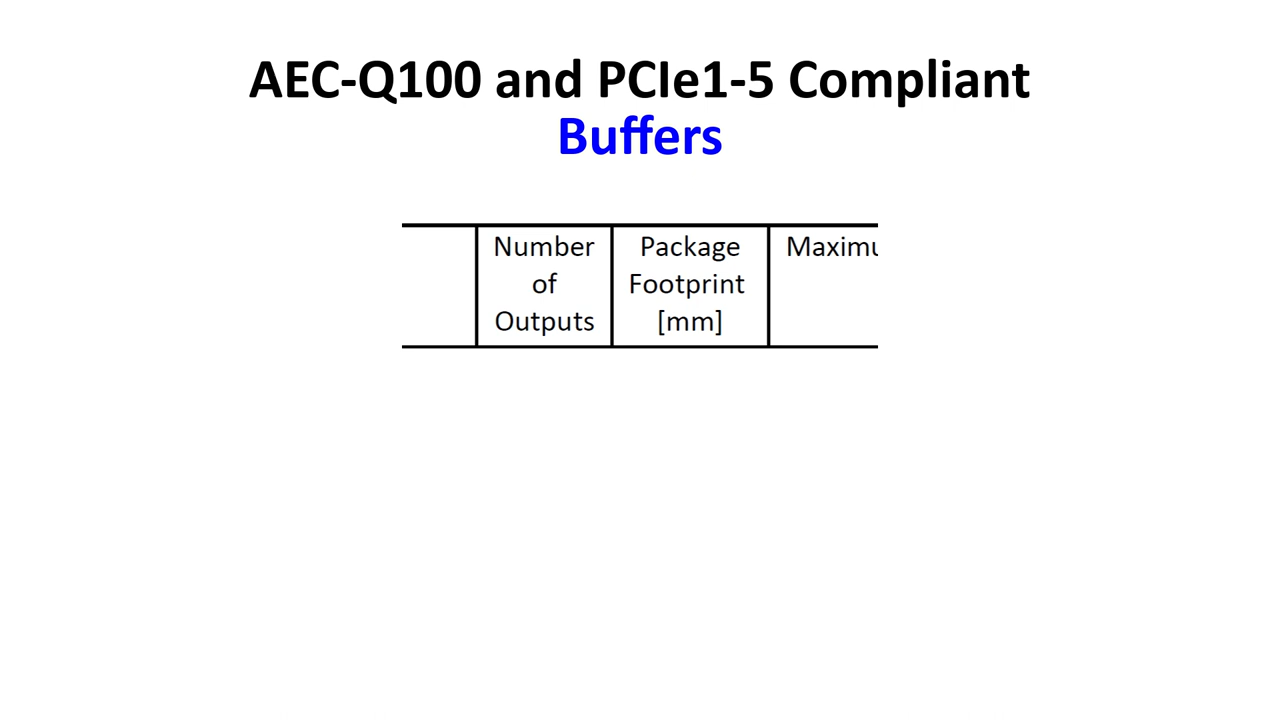 AEC-Q100 and PCIe1-5 Compliant
Buffers
Number
of
Outputs
Package
Footprint
[mm]